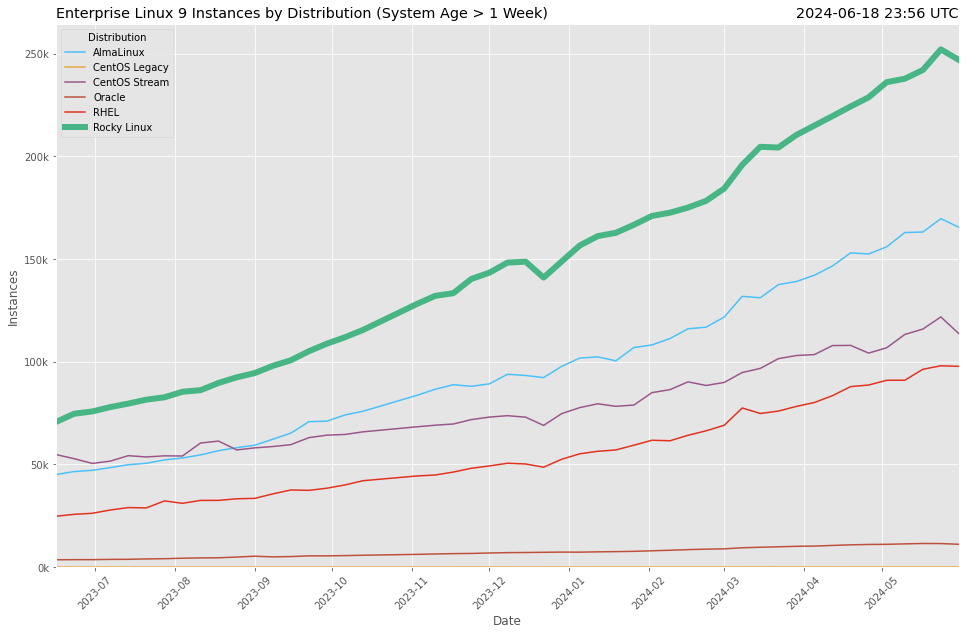 Enterprise Linux 9 Instances by Distribution (System Age > 1 Week)
2024-06-18 23:56 UTC
Distribution
AlmaLinux
CentOS Legacy
CentOS Stream
Oracle
RHEL
Rocky Linux
250k
200k
150k
100k
50k
0k
Instances
2023-07
2023-08
2023-09
2023-10
2023-11
2023-12
2024-01
2024-02
2024-03
2024-04
2024-05
Date